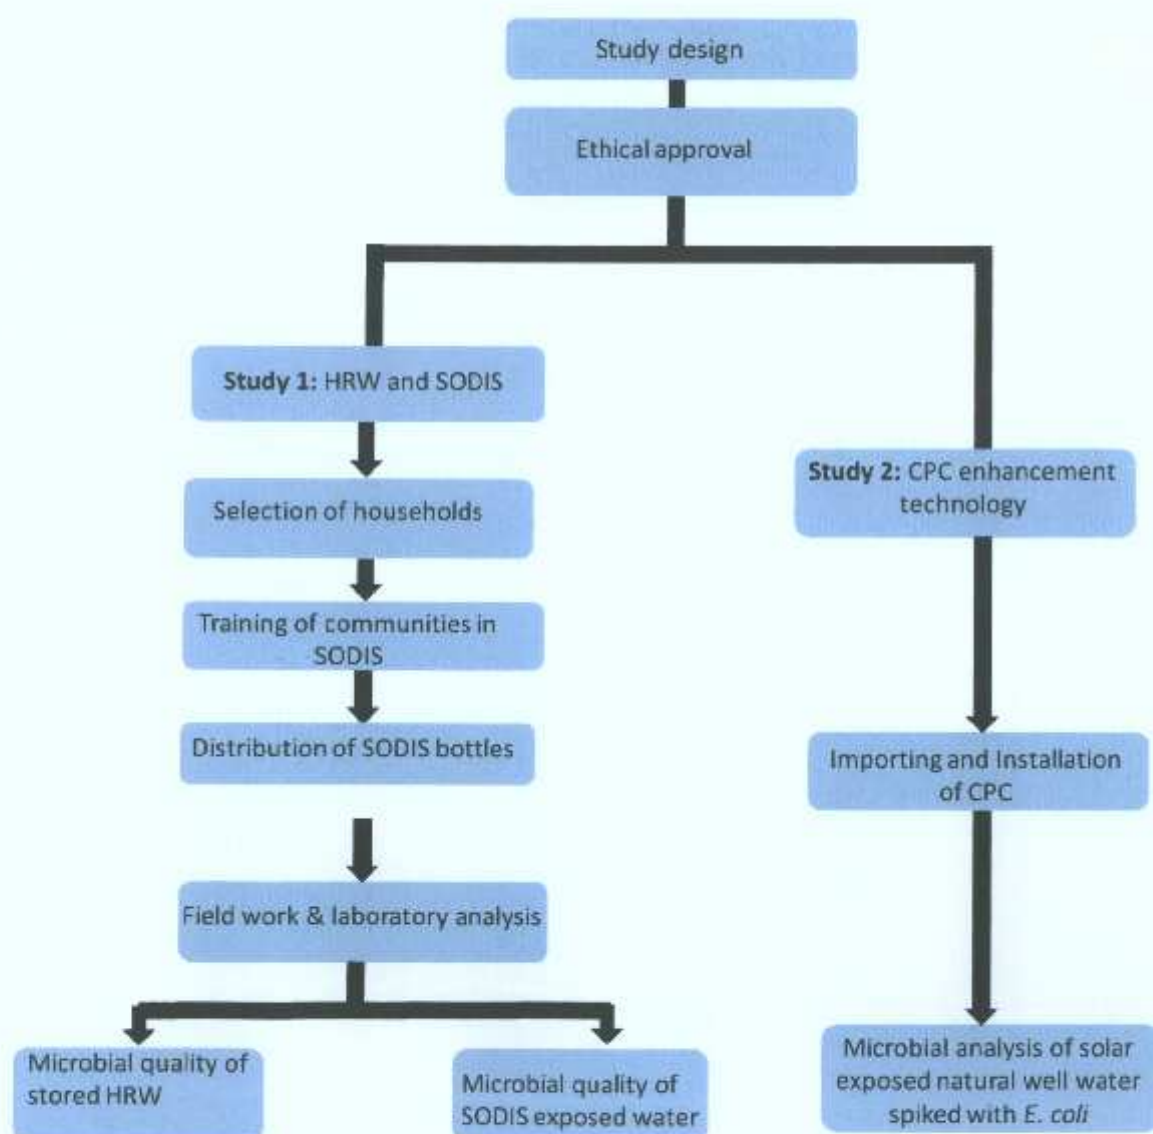 Study design
Ethical approval
Study 1: HRW and SODIS
Selection of households
Training of communities in
SODIS
Distribution of SODIS bottles
Field work & laboratory analysis
Microbial quality of
stored HRW
Microbial quality of
SODIS exposed water
Study 2: CPC enhancement
technology
Importing and Installation
of CPC
Microbial analysis of solar
exposed natural well water
spiked with E. coli